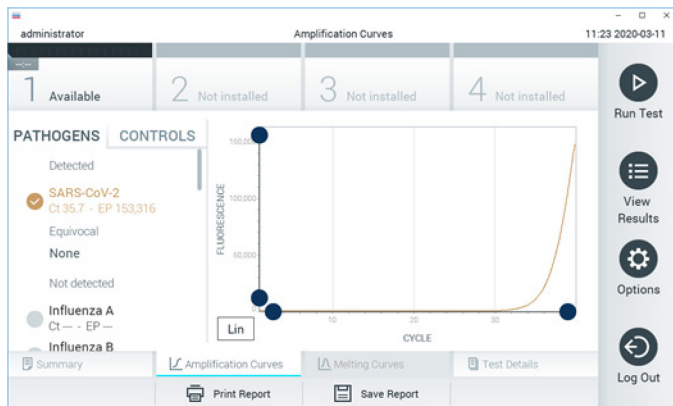 administrator
Amplification Curves
11:23 2020-03-11
--:--
1 Available
2 Not installed
3 Not installed
4 Not installed
Run Test
View
Results
Options
Log Out
PATHOGENS CONTROLS
Detected
SARS-CoV-2
Ct 35.7 - EP 153,316
Equivocal
None
Not detected
Influenza A
Ct --- - EP ---
Influenza B
150,000
100,000
50,000
0
FLUORESCENCE
10 20 30
CYCLE
Lin
Summary
Amplification Curves
Melting Curves
Test Details
Print Report
Save Report